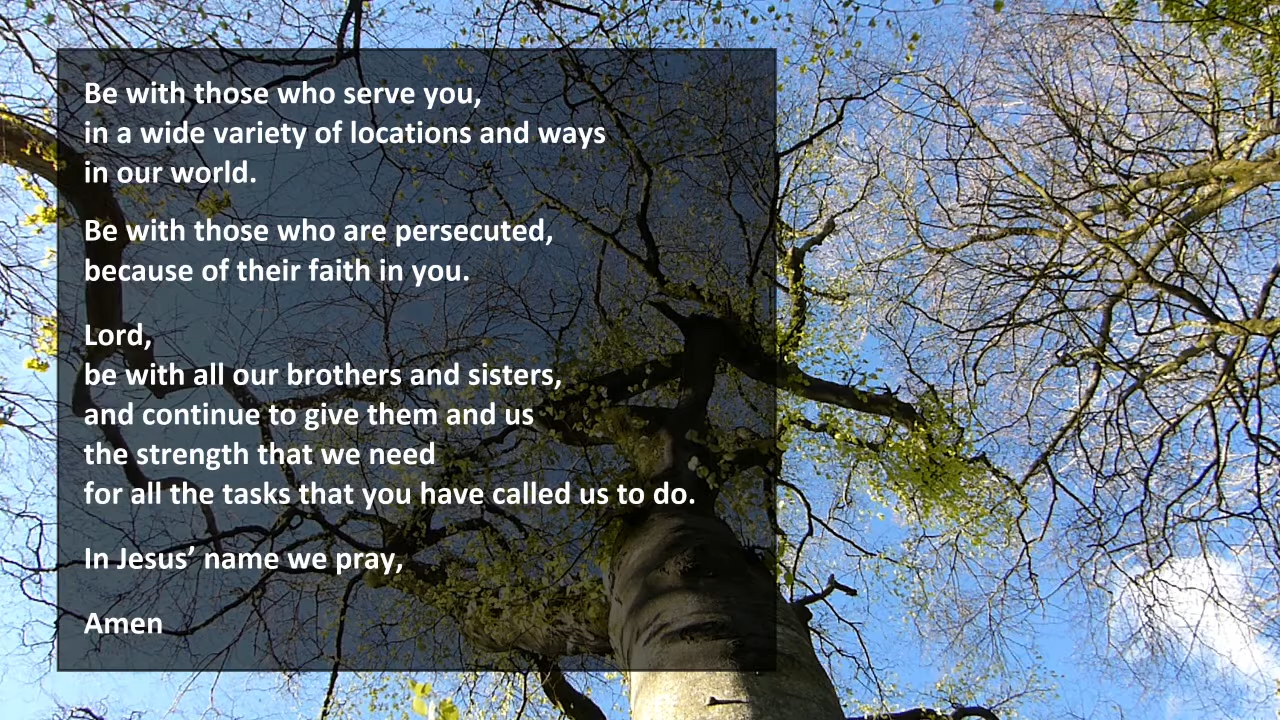 Be with those who serve you,
in a wide variety of locations and ways
in our world.
Be with those who are persecuted,
because of their faith in you.
Lord,
be with all our brothers and sisters,
and continue to give them and us
the strength that we need
for all the tasks that you have called us to do.
In Jesus’ name we pray,
Amen